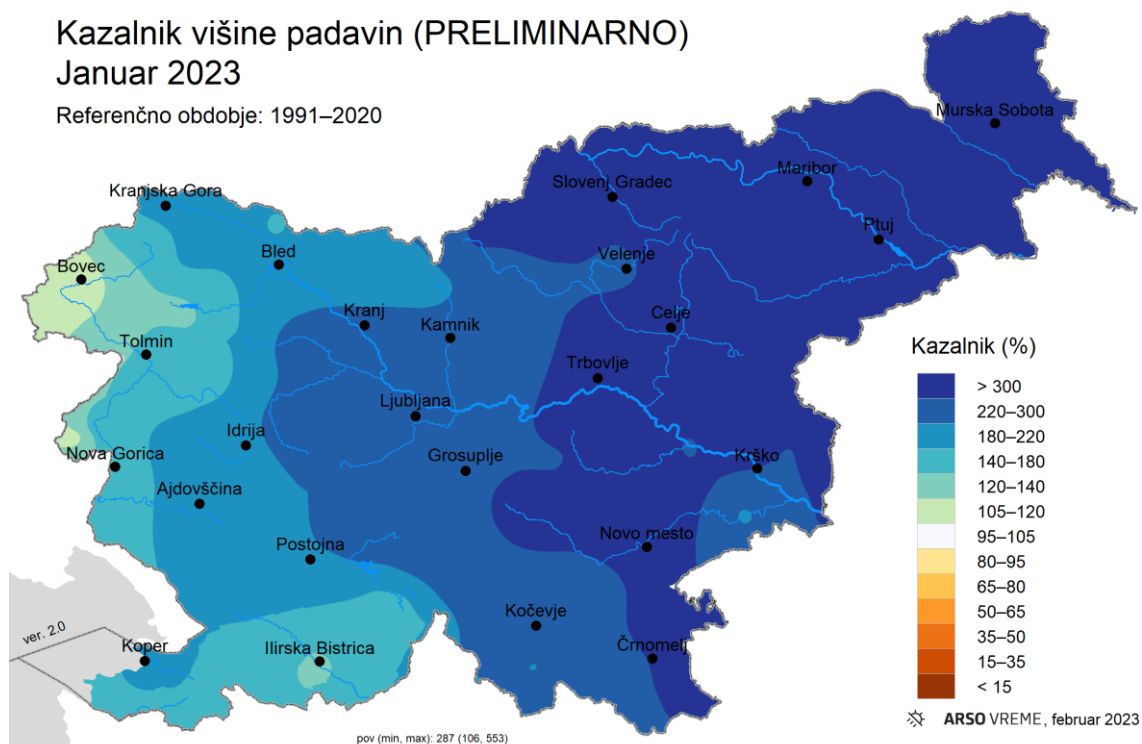 Kazalnik višine padavin (PRELIMINARNO)
Januar 2023
Referenčno obdobje: 1991–2020
Murska Sobota
Maribor
Slovenj Gradec
Kranjska Gora
Ptuj
Bled
Velenje
Bovec
Kranj
Kamnik
Celje
Tolmin
Trbovlje
Ljubljana
Idrija
Nova Gorica
Grosuplje
Krško
Ajdovščina
Novo mesto
Postojna
Kočevje
Koper
Ilirska Bistrica
Črnomelj
ver. 2.0
Kazalnik (%)
> 300
220–300
180–220
140–180
120–140
105–120
95–105
80–95
65–80
50–65
35–50
15–35
< 15
ARSO VREME, februar 2023
pov (min, max): 287 (106, 553)